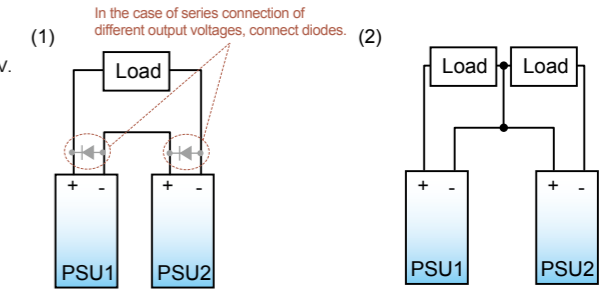 In the case of series connection of
different output voltages, connect diodes.
(1)
V.
Load
+ - + -
PSU1 PSU2
(2)
Load Load
+ - + -
PSU1 PSU2